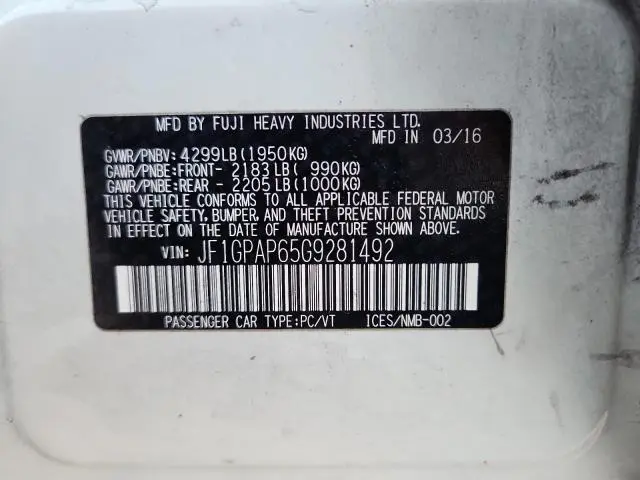 MFD BY FUJI HEAVY INDUSTRIES LTD.
MFD IN 03/16
GVWR/PNBV: 4299LB(1950KG)
GAWR/PNBE:FRONT- 2183LB( 990KG)
GAWR/PNBE:REAR - 2205LB(1000KG)
THIS VEHICLE CONFORMS TO ALL APPLICABLE FEDERAL MOTOR
VEHICLE SAFETY, BUMPER, AND THEFT PREVENTION STANDARDS
IN EFFECT ON THE DATE OF MANUFACTURE SHOWN ABOVE.
VIN: JF1GPAP65G9281492
PASSENGER CAR TYPE:PC/VT ICES/NMB-002